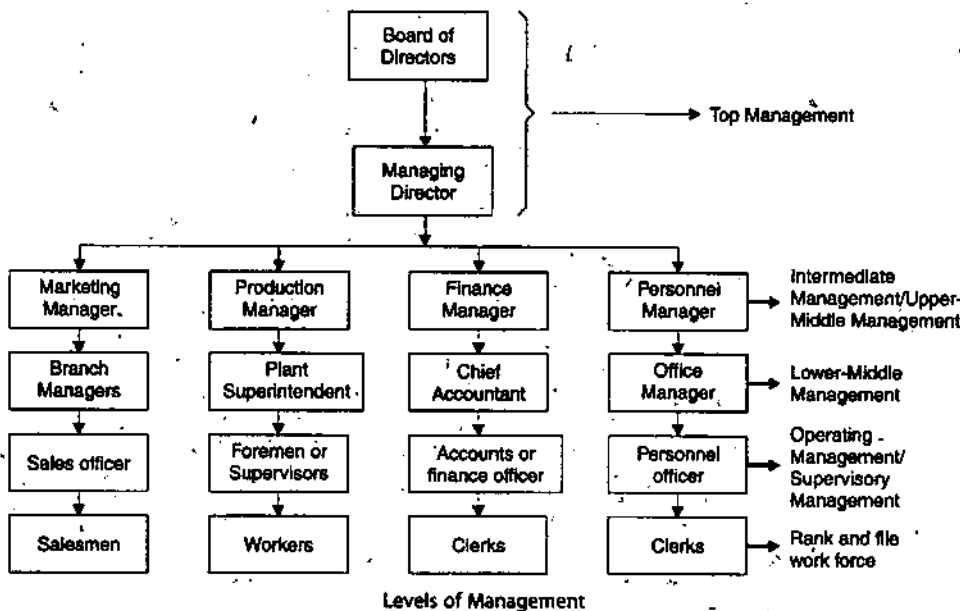 Board of
Directors
Top Management
Managing
Director
Marketing
Manager.
Production
Manager
Finance
Manager
Personnel
Manager
Intermediate
Management/Upper-
Middle Management
Branch
Managers
Plant
Superintendent
Chief
Accountant
Office
Manager
Lower-Middle
Management
Sales officer
Foremen or
Supervisors
Accounts or
finance officer
Personnel
officer
Operating -
Management/
Supervisory
Management
Salesmen
Workers
Clerks
Clerks
Rank and file
work force
Levels of Management